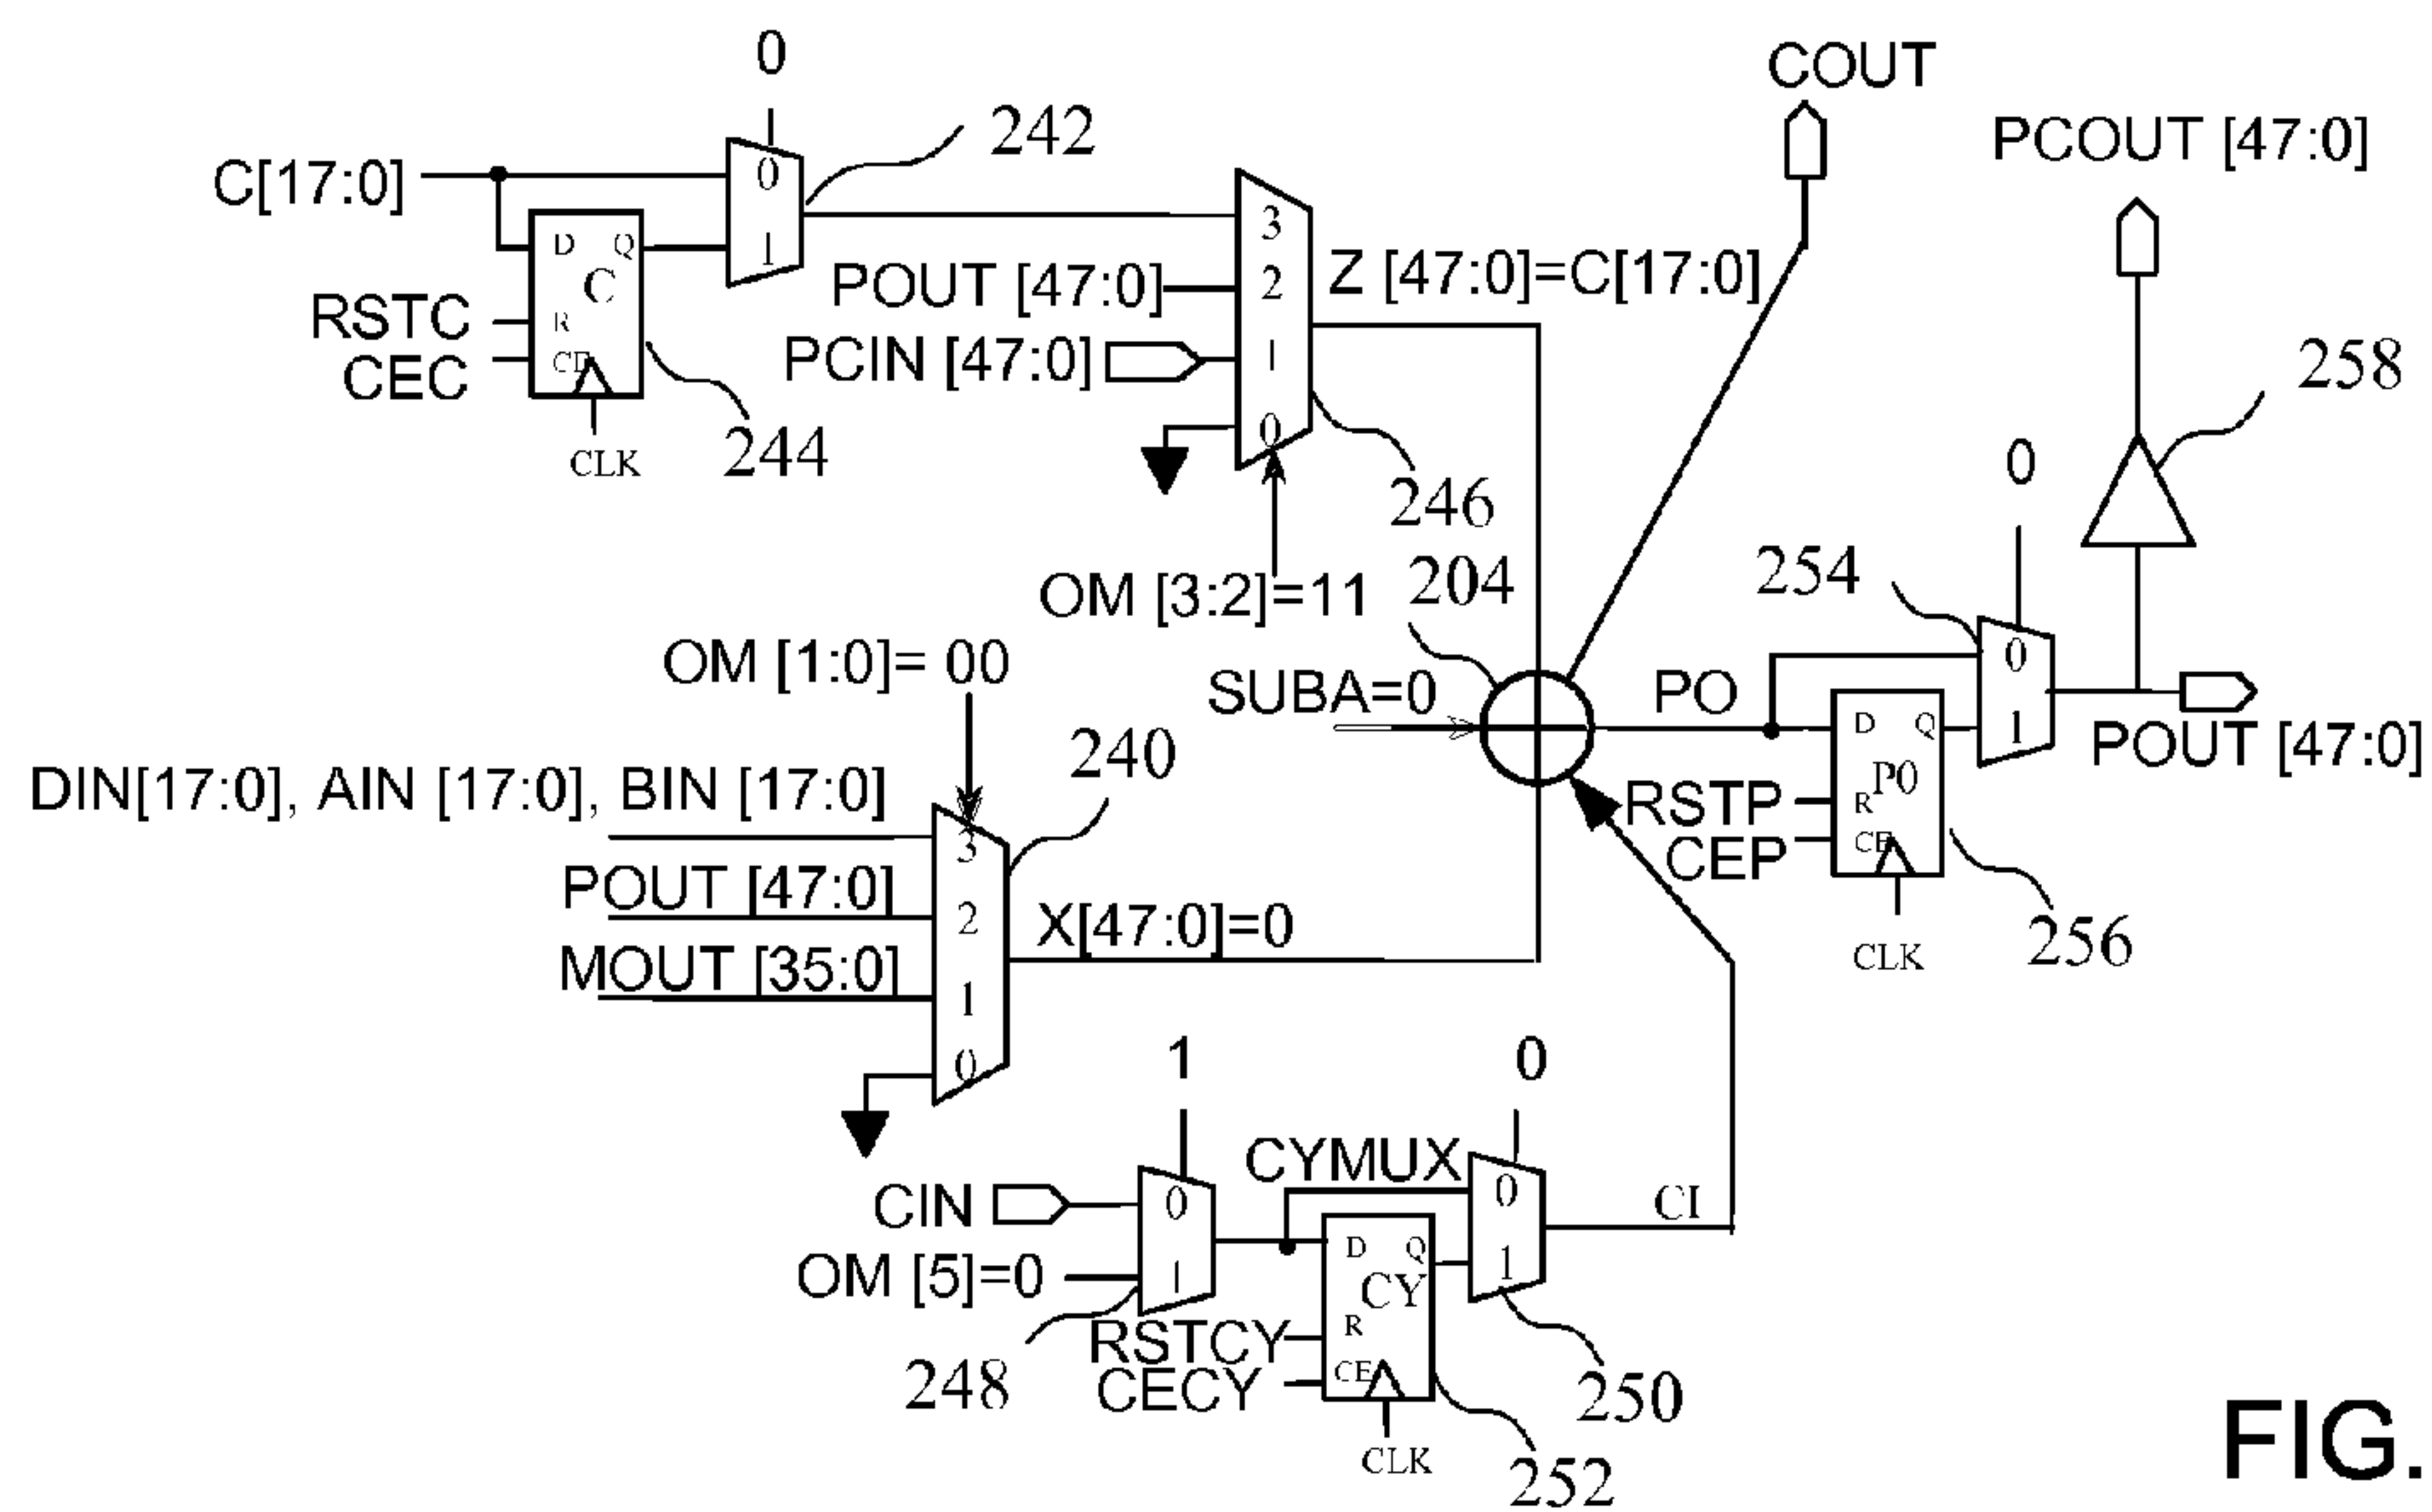 0
COUT
242
PCOUT [47:0]
C[17:0]
0
1
D Q
C
R
CE
CLK
RSTC
CEC
244
3
2
1
0
POUT [47:0]
PCIN [47:0]
Z [47:0]=C[17:0]
246
258
0
OM [3:2]=11
204
254
OM [1:0]= 00
SUBA=0
PO
0
1
D Q
P0
R
CE
CLK
POUT [47:0]
RSTP
CEP
256
240
DIN[17:0], AIN [17:0], BIN [17:0]
POUT [47:0]
MOUT [35:0]
3
2
1
0
X[47:0]=0
1
0
CYMUX
CIN
OM [5]=0
0
1
D Q
CY
R
CE
CLK
0
1
CI
RSTCY
CECY
248
250
252
FIG.